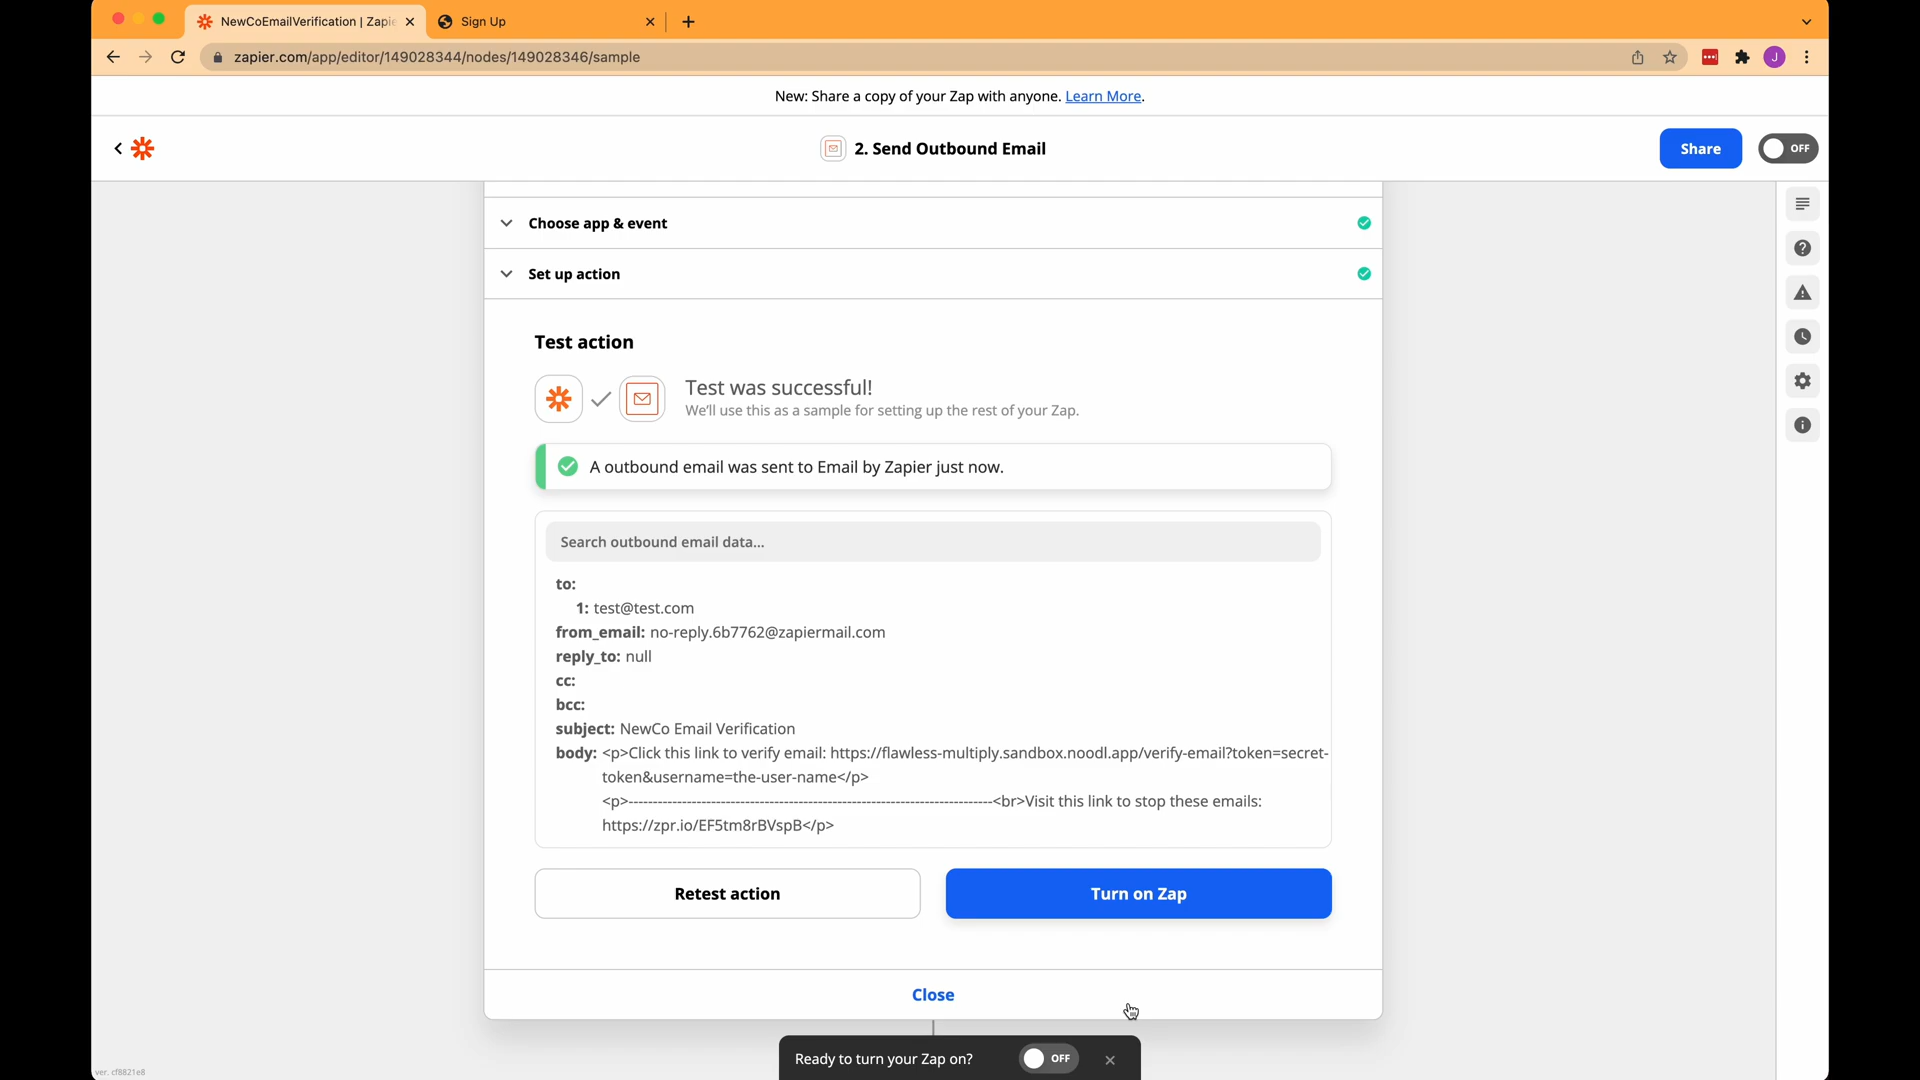 NewCoEmailVerification | Zapie
Sign Up
zapier.com/app/editor/149028344/nodes/149028346/sample
J
New: Share a copy of your Zap with anyone. Learn More.
2. Send Outbound Email
Share
OFF
Choose app & event
Set up action
Test action
Test was successful!
We'll use this as a sample for setting up the rest of your Zap.
A outbound email was sent to Email by Zapier just now.
Search outbound email data...
to:
1: test@test.com
from_email: no-reply.6b7762@zapiermail.com
reply_to: null
cc:
bcc:
subject: NewCo Email Verification
body: <p>Click this link to verify email: https://flawless-multiply.sandbox.noodl.app/verify-email?token=secret-
token&username=the-user-name</p>
<p>----------------------------------------------------------------------------<br>Visit this link to stop these emails:
https://zpr.io/EF5tm8rBVspB</p>
Retest action
Turn on Zap
Close
Ready to turn your Zap on?
OFF
ver. cf8821e8